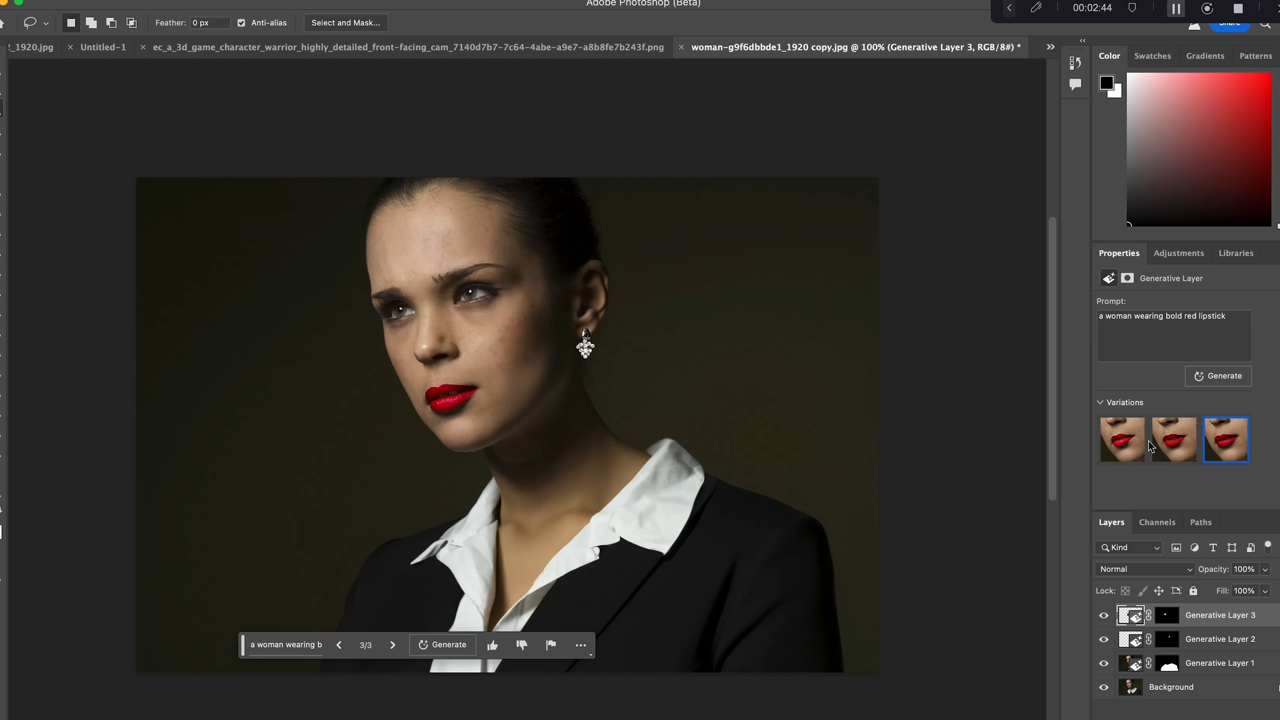 Adobe Photoshop (Beta)
00:02:44
Share
Feather: 0 px
Anti-alias
Select and Mask...
2_1920.jpg
Untitled-1
ec_a_3d_game_character_warrior_highly_detailed_front-facing_cam_7140d7b7-7c64-4abe-a9e7-a8b8fe7b243f.png
woman-g9f6dbbde1_1920 copy.jpg @ 100% (Generative Layer 3, RGB/8#) *
Color
Swatches
Gradients
Patterns
Properties
Adjustments
Libraries
Generative Layer
Prompt:
a woman wearing bold red lipstick
Generate
Variations
a woman wearing b
3/3
Generate
Layers
Channels
Paths
Kind
Normal
Opacity: 100%
Lock:
Fill: 100%
Generative Layer 3
Generative Layer 2
Generative Layer 1
Background